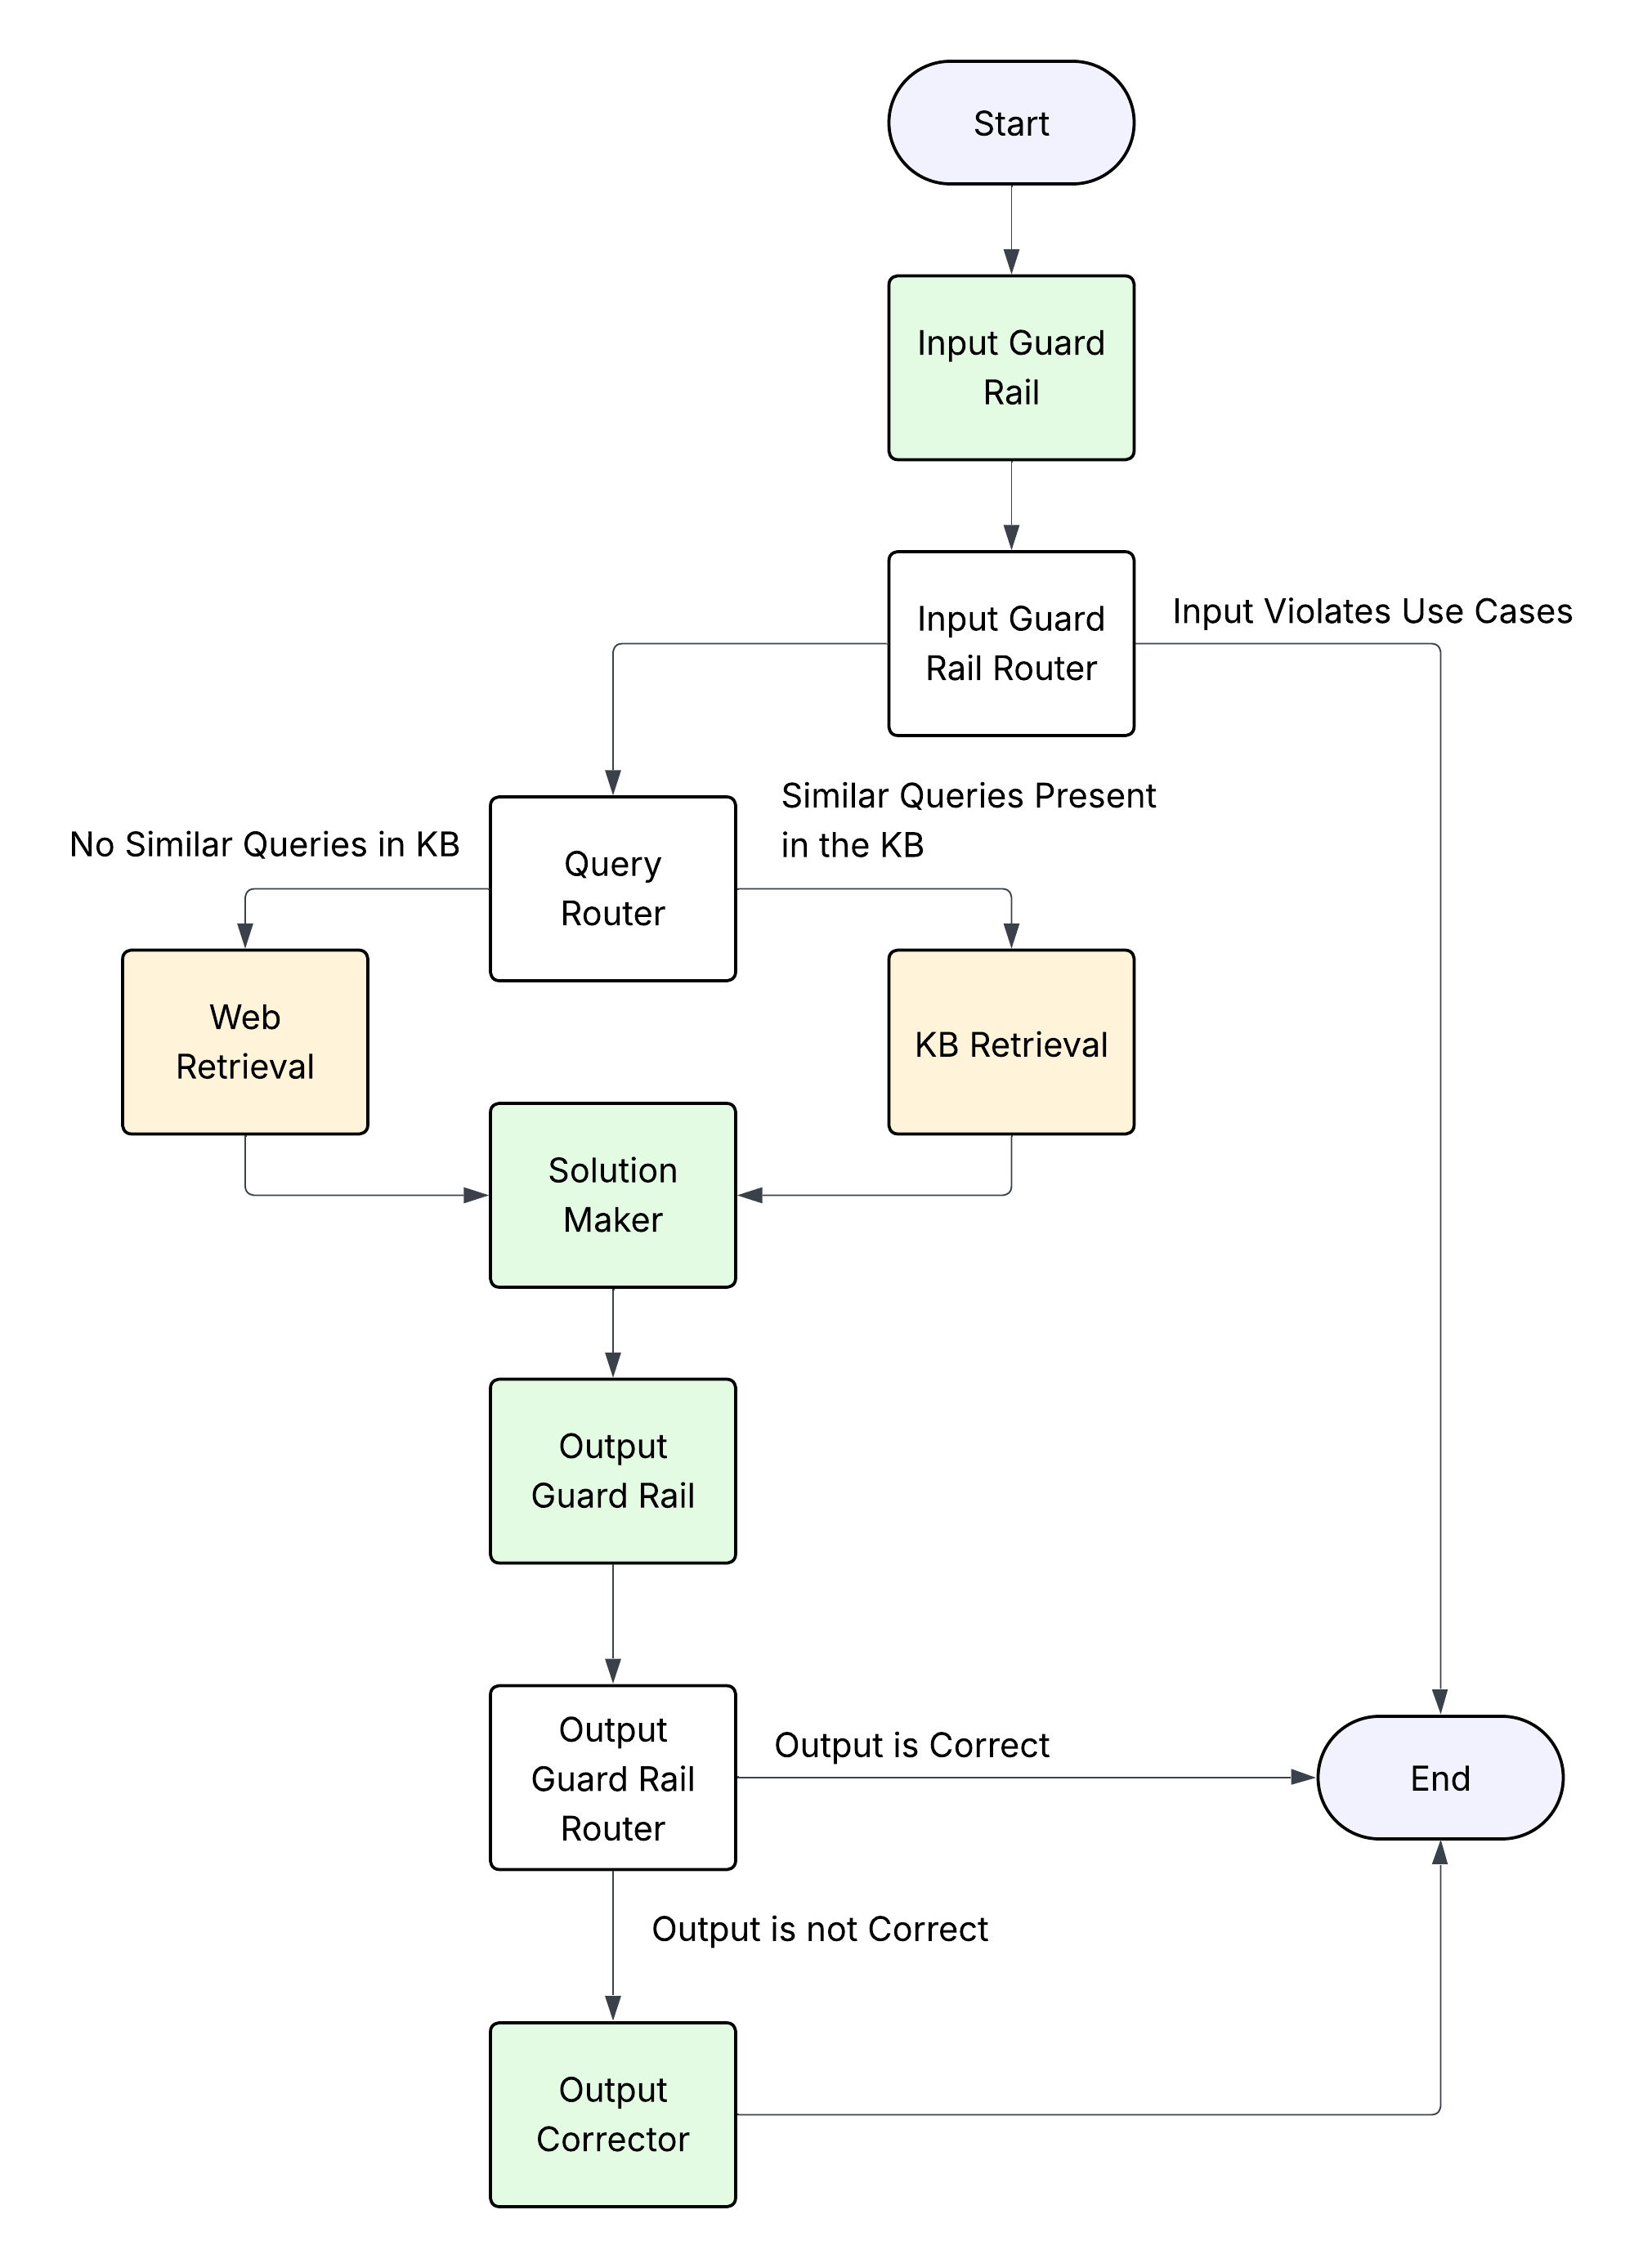 Start
Input Guard
Rail
Input Guard
Rail Router
Input Violates Use Cases
Similar Queries Present
in the KB
No Similar Queries in KB
Query
Router
Web
Retrieval
KB Retrieval
Solution
Maker
Output
Guard Rail
Output
Guard Rail
Router
Output is Correct
End
Output is not Correct
Output
Corrector